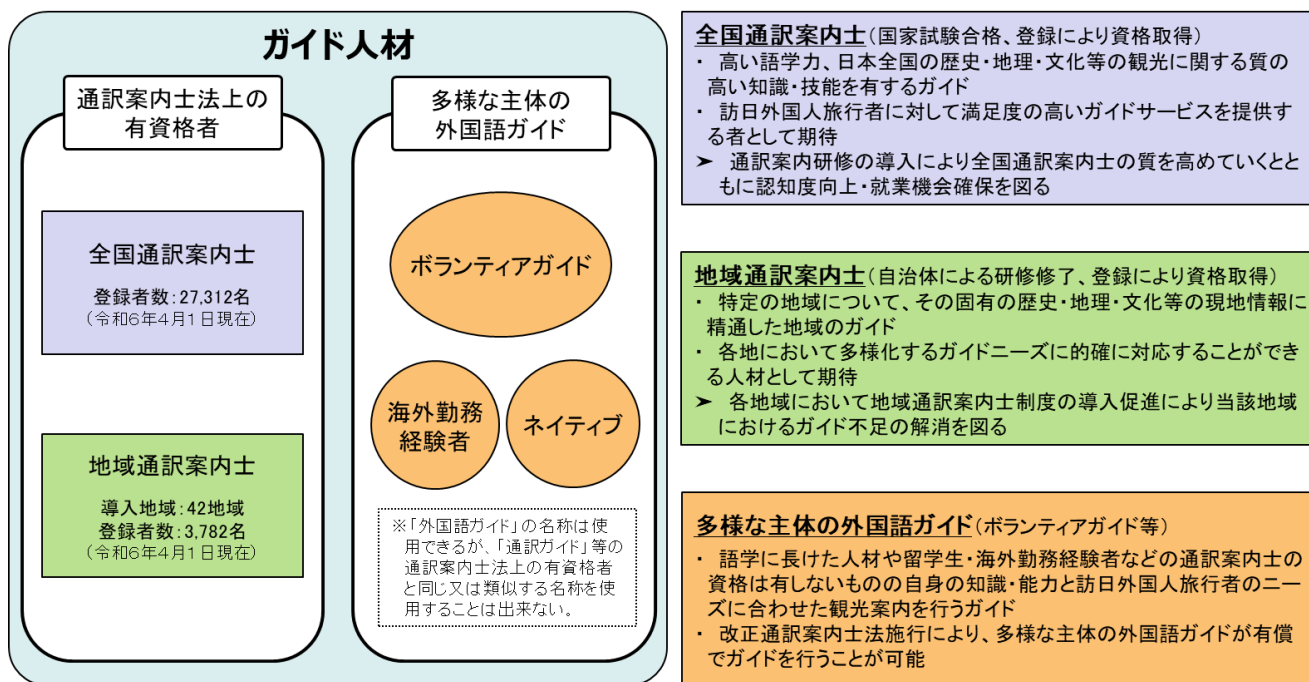 ガイド人材
通訳案内士法上の
有資格者
全国通訳案内士
登録者数:27,312名
(令和6年4月1日現在)
地域通訳案内士
導入地域:42地域
登録者数:3,782名
(令和6年4月1日現在)
多様な主体の
外国語ガイド
ボランティアガイド
海外勤務
経験者
ネイティブ
※「外国語ガイド」の名称は使
用できるが、「通訳ガイド」等の
通訳案内士法上の有資格者
と同じ又は類似する名称を使
用することは出来ない。
全国通訳案内士(国家試験合格、登録により資格取得)
・ 高い語学力、日本全国の歴史・地理・文化等の観光に関する質の
高い知識・技能を有するガイド
・ 訪日外国人旅行者に対して満足度の高いガイドサービスを提供す
る者として期待
➤ 通訳案内研修の導入により全国通訳案内士の質を高めていくとと
もに認知度向上・就業機会確保を図る
地域通訳案内士(自治体による研修修了、登録により資格取得)
・ 特定の地域について、その固有の歴史・地理・文化等の現地情報に
精通した地域のガイド
・ 各地において多様化するガイドニーズに的確に対応することができ
る人材として期待
➤ 各地域において地域通訳案内士制度の導入促進により当該地域
におけるガイド不足の解消を図る
多様な主体の外国語ガイド(ボランティアガイド等)
・ 語学に長けた人材や留学生・海外勤務経験者などの通訳案内士の
資格は有しないものの自身の知識・能力と訪日外国人旅行者のニー
ズに合わせた観光案内を行うガイド
・ 改正通訳案内士法施行により、多様な主体の外国語ガイドが有償
でガイドを行うことが可能